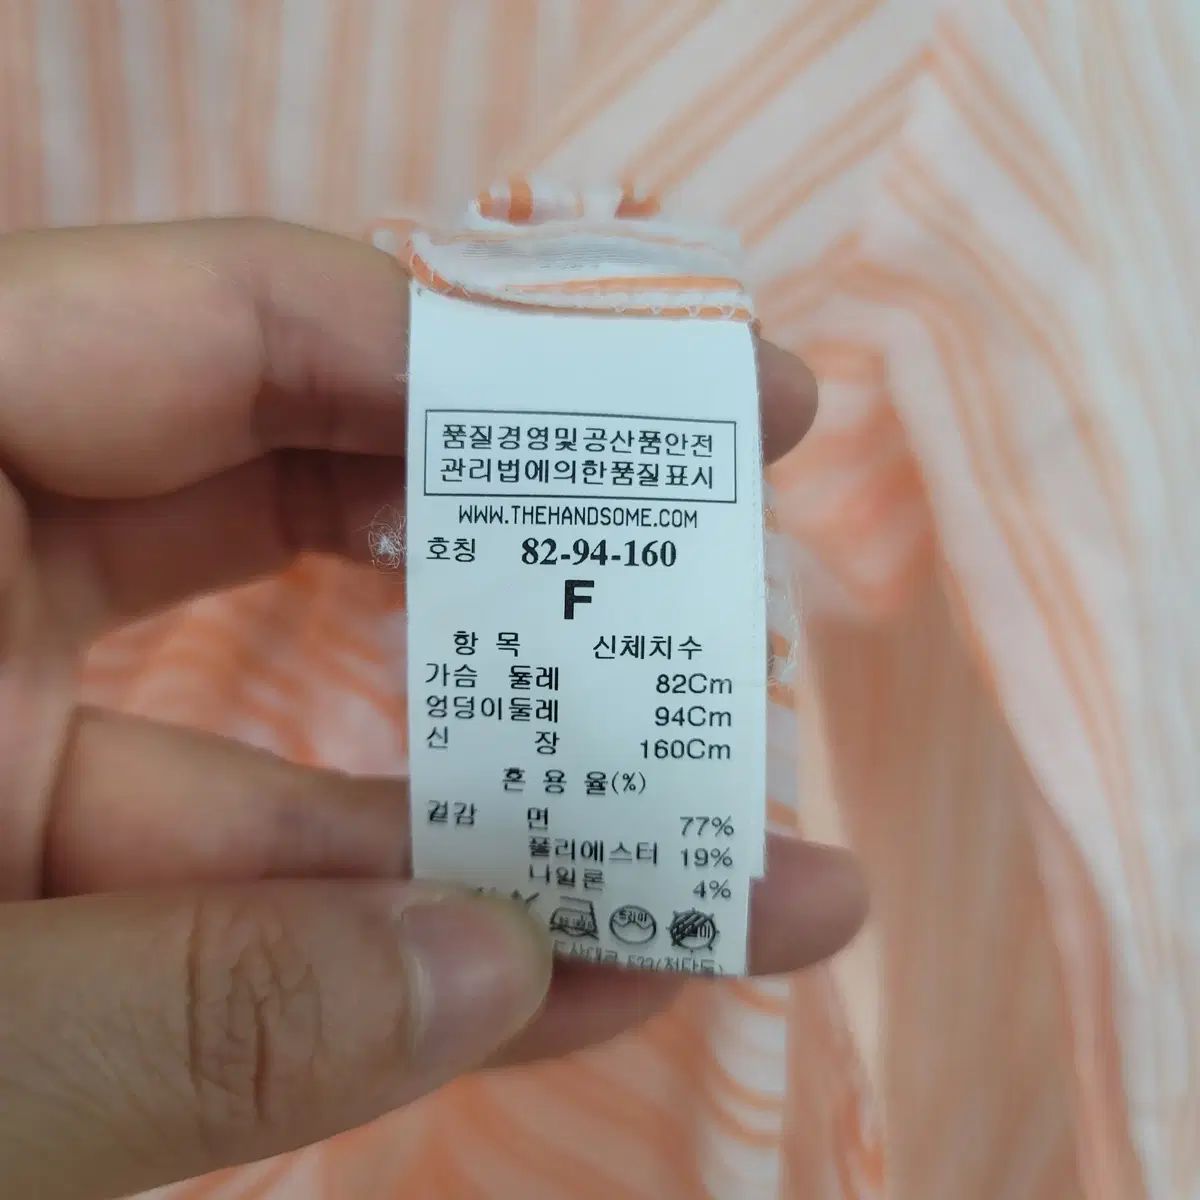 품질경영및공산품안전
관리법에의한품질표시
WWW.THEHANDSOME.COM
호칭 82-94-160
F
항 목 신체치수
가슴 둘레 82Cm
엉덩이둘레 94Cm
신 장 160Cm
혼 용 율(%)
겉감 면 77%
폴리에스터 19%
나일론 4%
드라이